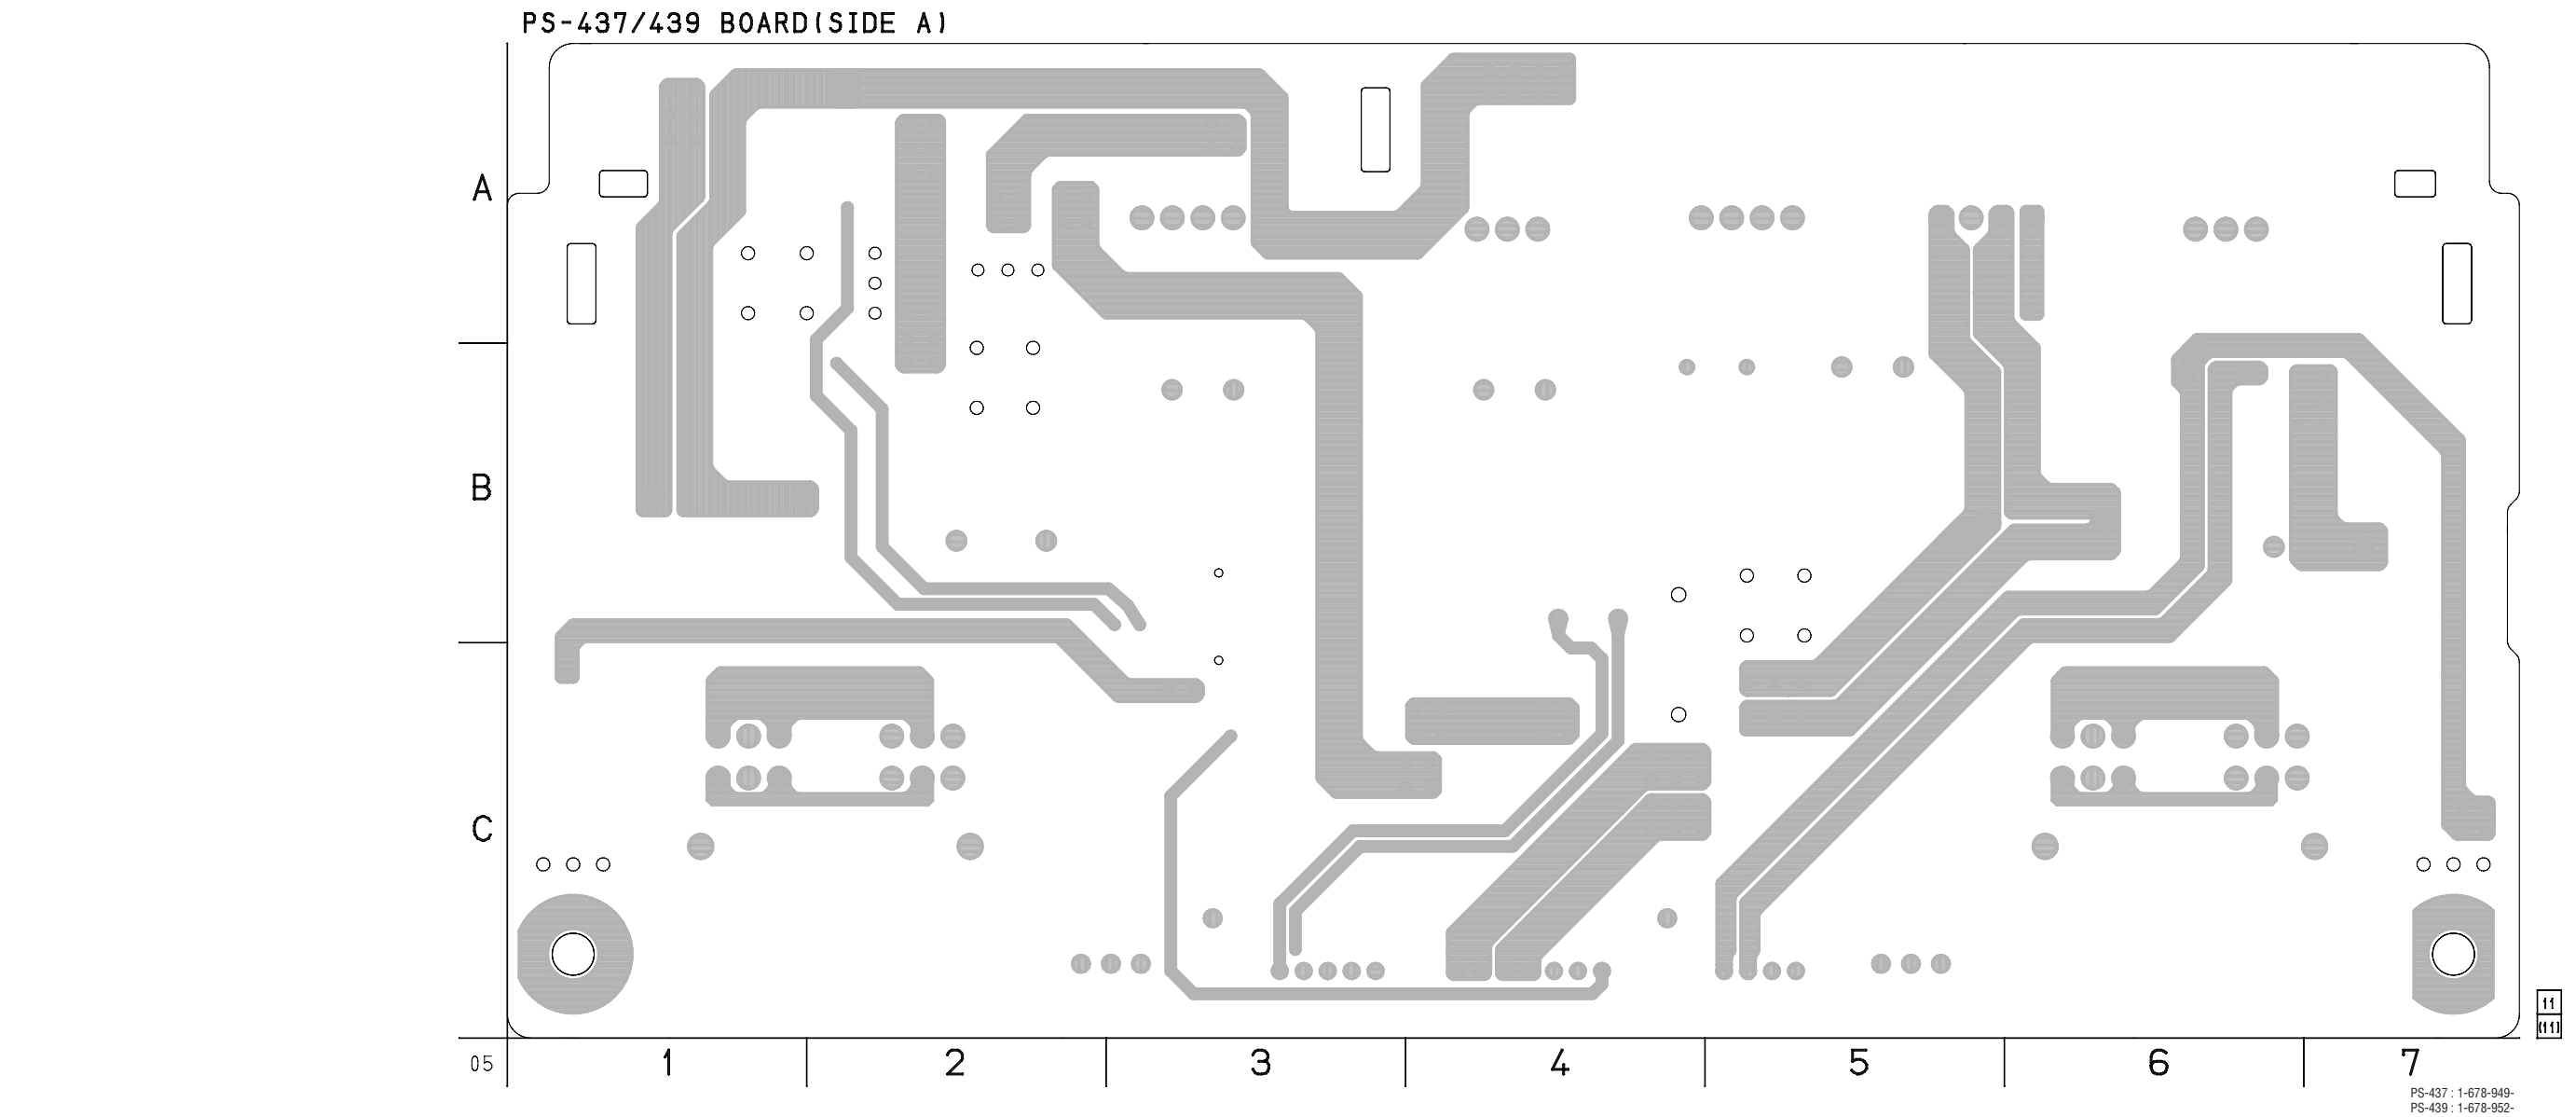 PS-437/439 BOARD(SIDE A)
A
B
C
05 1 2 3 4 5 6 7
11
(11)
PS-437 : 1-678-949-
PS-439 : 1-678-952-